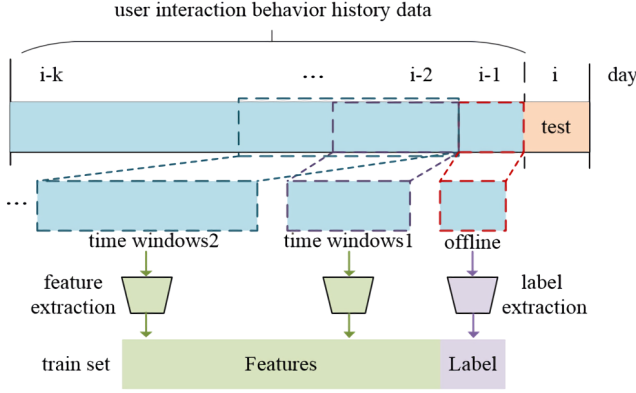 user interaction behavior history data
i-k ... i-2 i-1 i day
test
...
time windows2 time windows1 offline
feature
extraction
label
extraction
train set Features Label